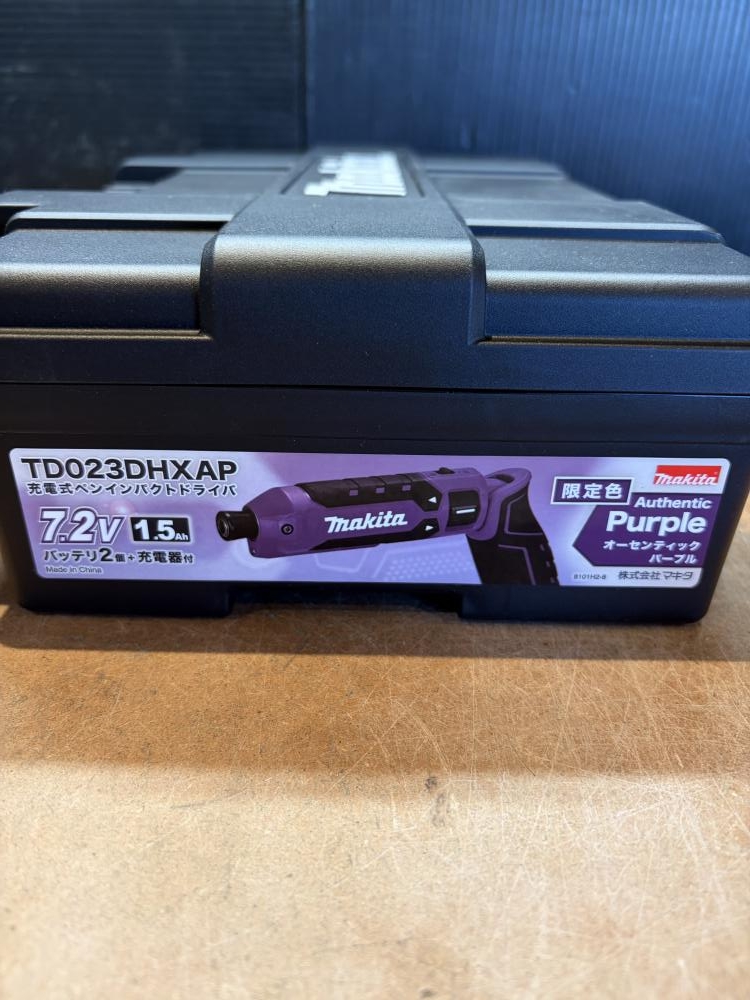 TD023DHXAP
充電式ペンインパクトドライバ
7.2V 1.5Ah
バッテリ2個+充電器付
Made in China
makita
限定色
makita
Authentic
Purple
オーセンティック
パープル
8101H2-8 株式会社マキタ